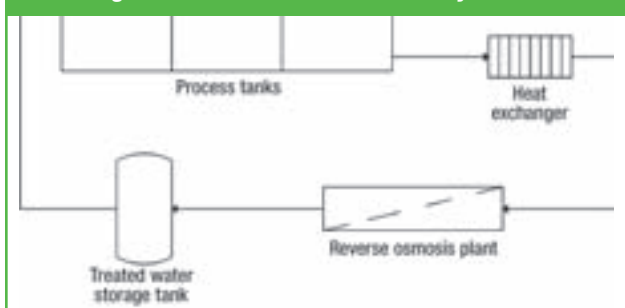 Process tanks
Heat
exchanger
Reverse osmosis plant
Treated water
storage tank